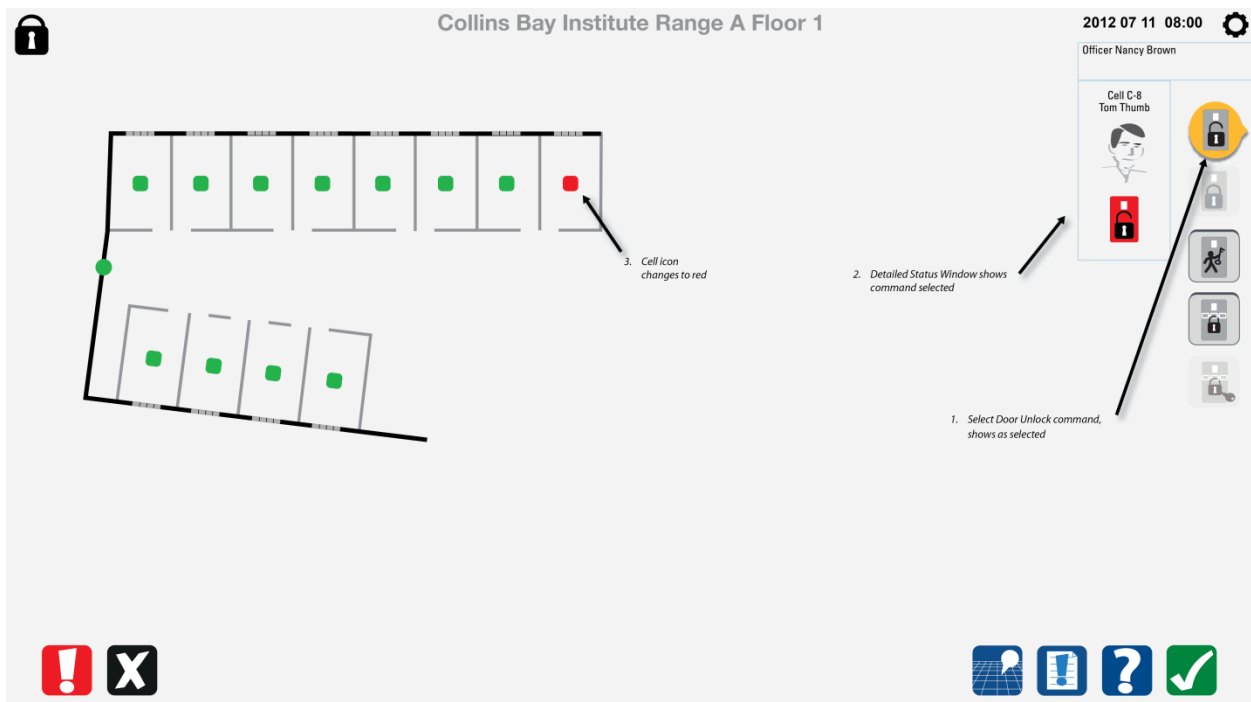 Collins Bay Institute Range A Floor 1
2012 07 11 08:00
Officer Nancy Brown
Cell C-8
Tom Thumb
3. Cell icon
changes to red
2. Detailed Status Window shows
command selected
1. Select Door Unlock command,
shows as selected